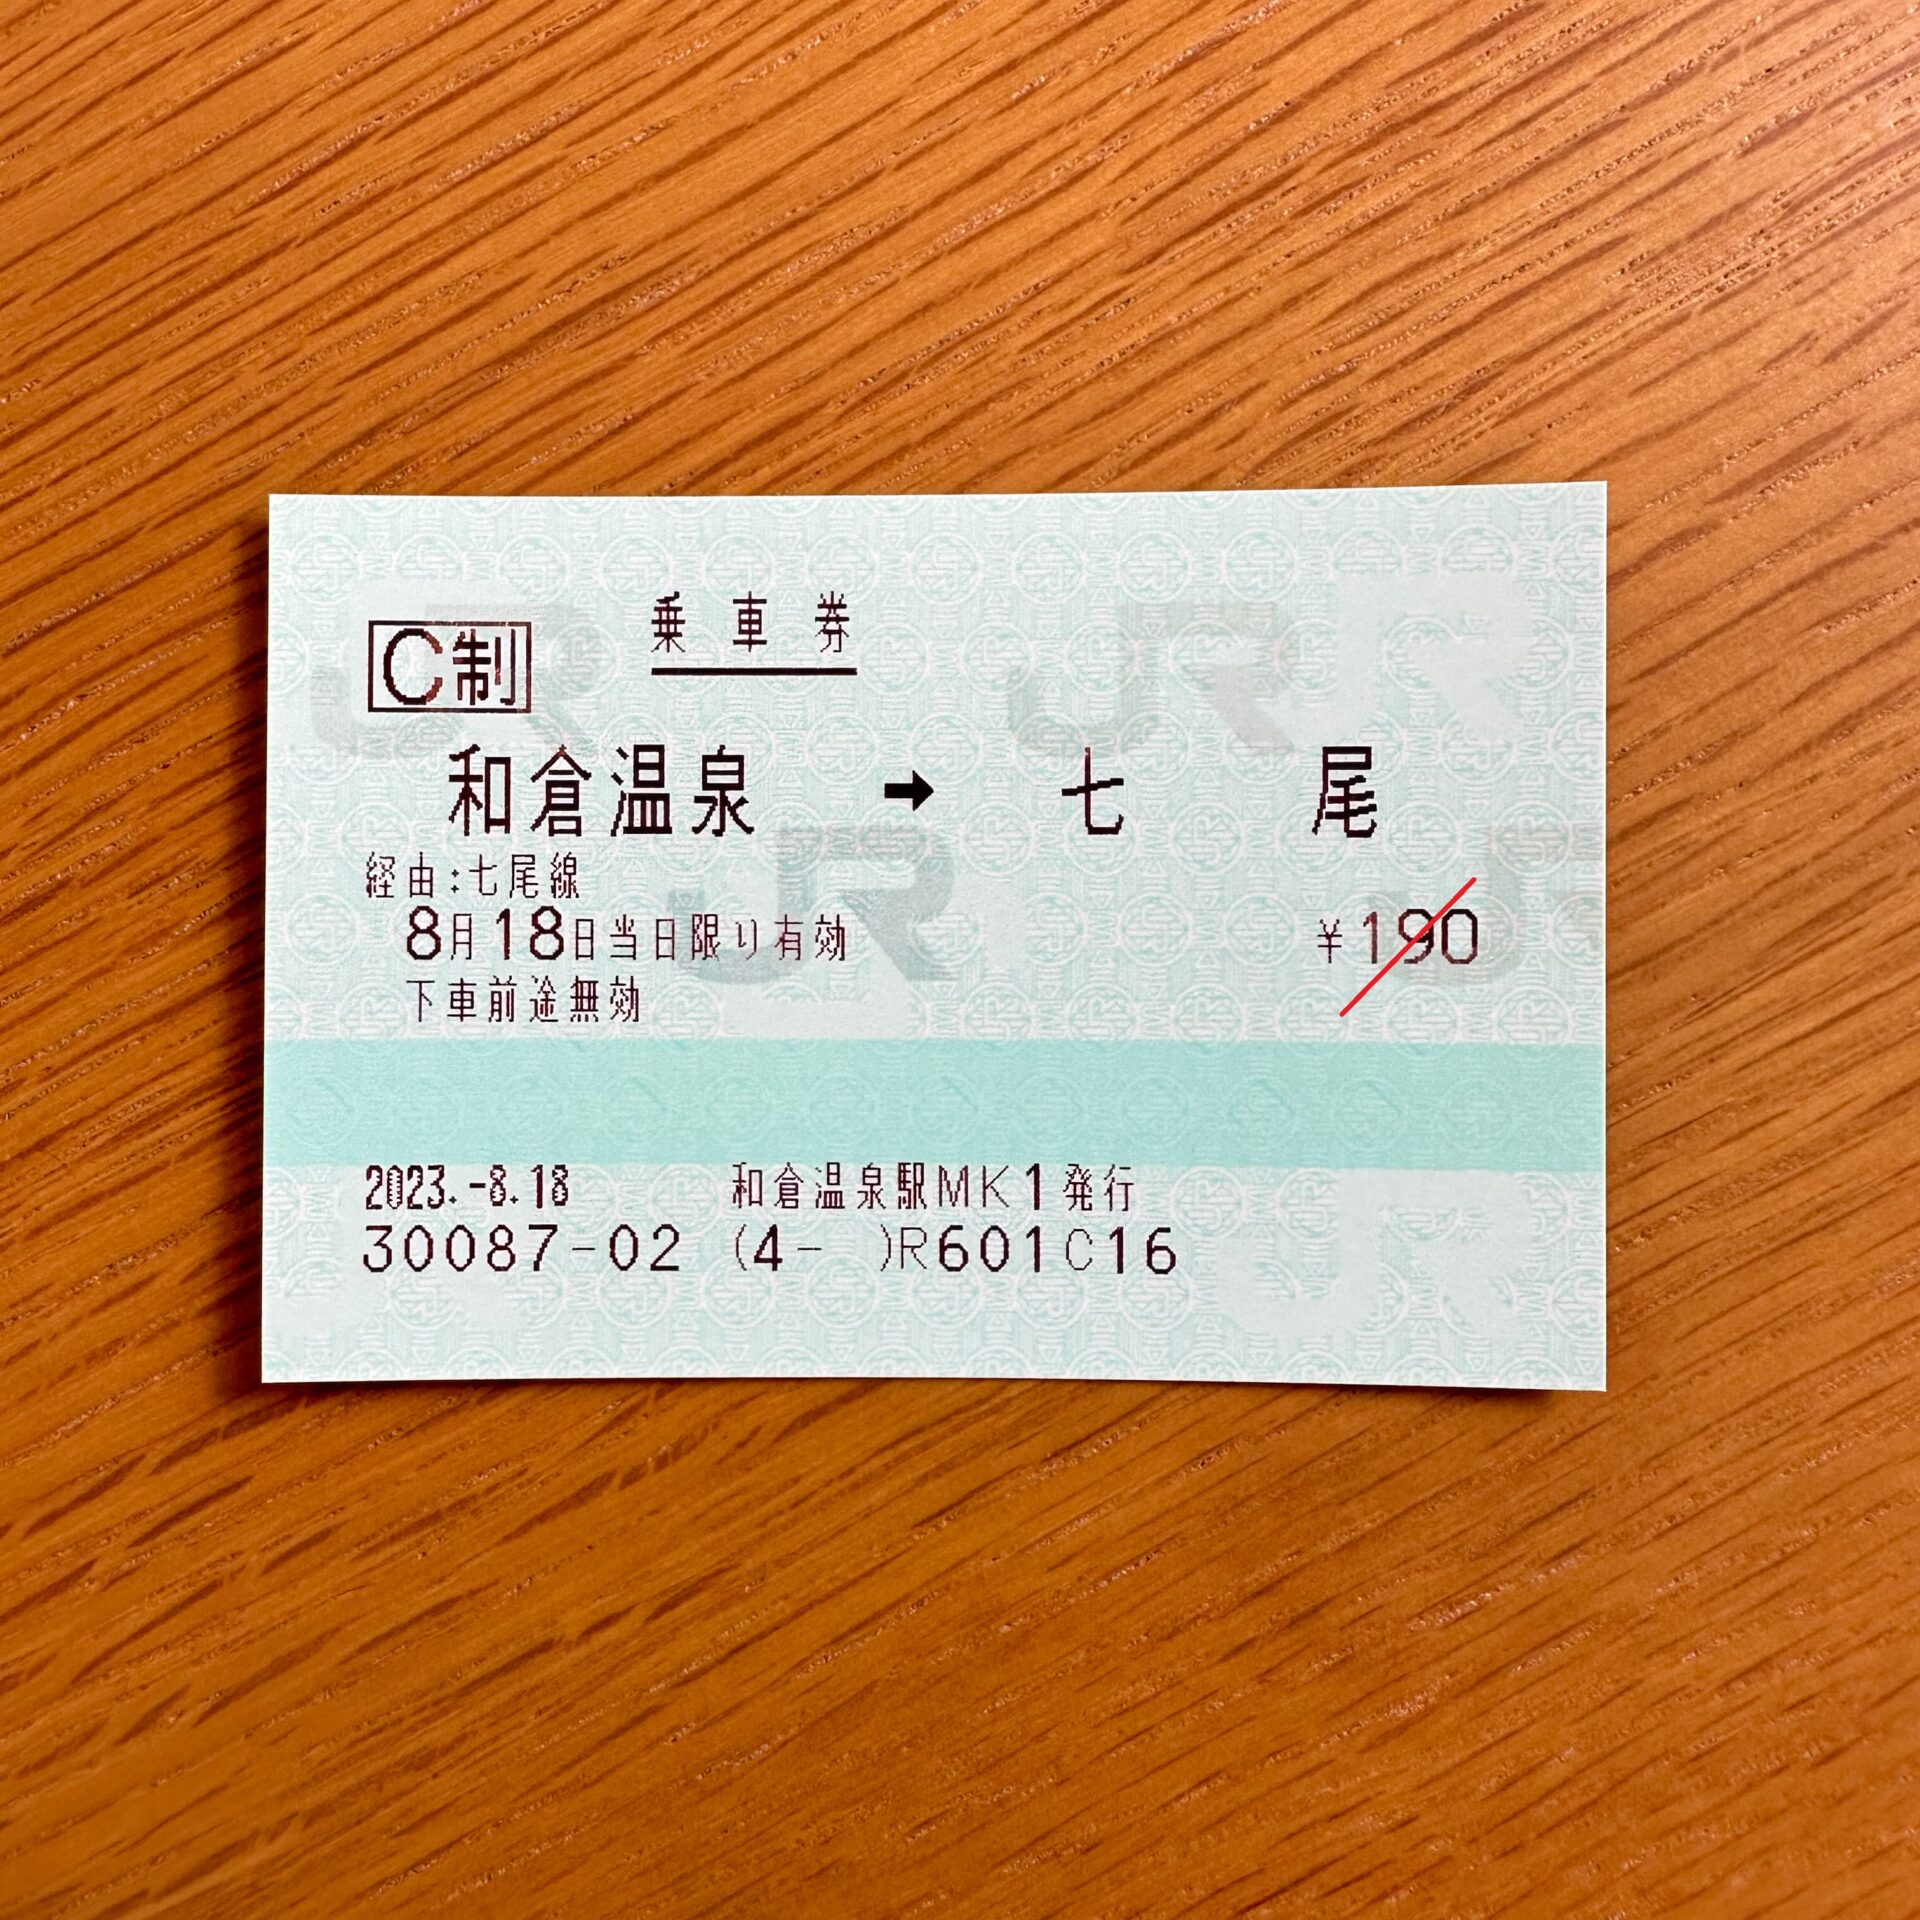 乗車券
C制
和倉温泉 ➡ 七尾
経由:七尾線
8月18日当日限り有効 ¥190
下車前途無効
2023.-8.18 和倉温泉駅MK1発行
30087-02 (4- )R601C16